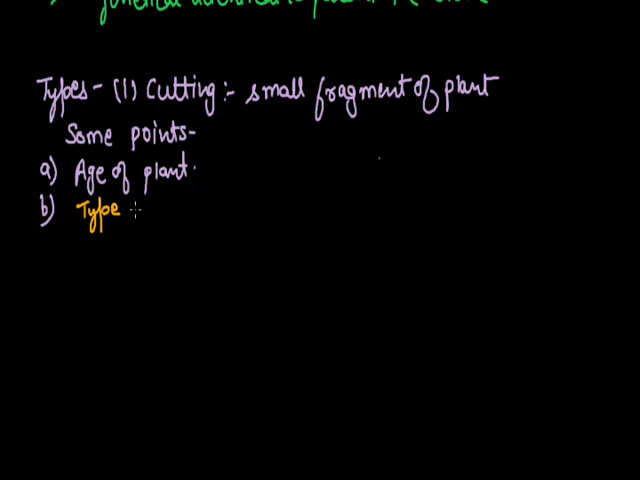 Types - (1) Cutting :- small fragment of plant
Some points -
a) Age of plant.
b) Type